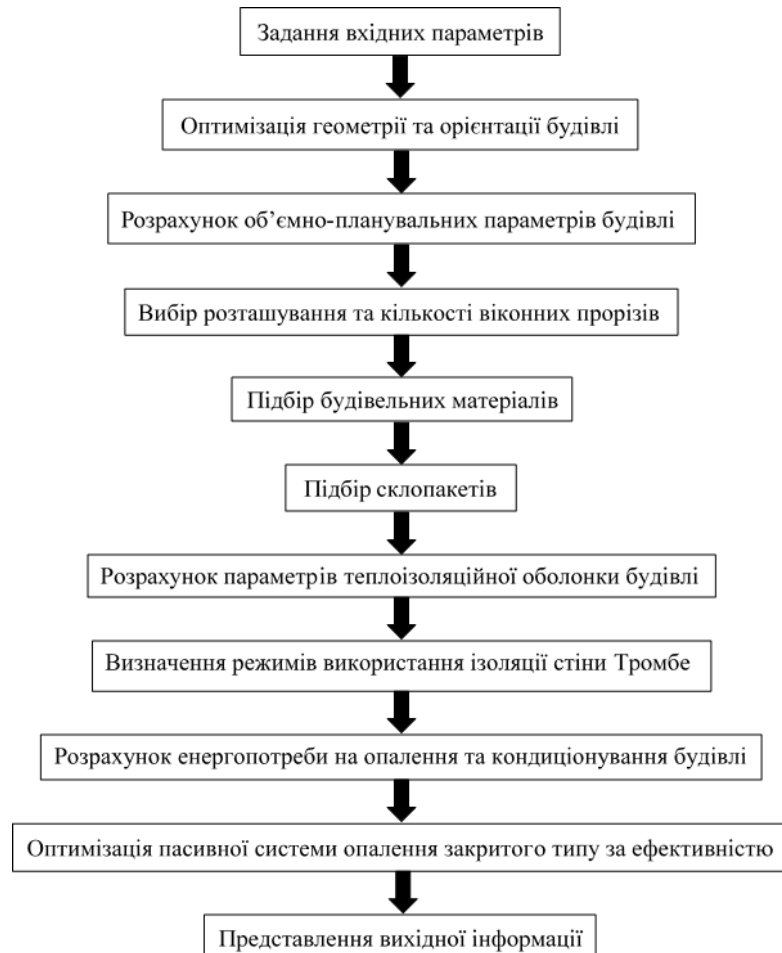 Задання вхідних параметрів
Оптимізація геометрії та орієнтації будівлі
Розрахунок об’ємно-планувальних параметрів будівлі
Вибір розташування та кількості віконних прорізів
Підбір будівельних матеріалів
Підбір склопакетів
Розрахунок параметрів теплоізоляційної оболонки будівлі
Визначення режимів використання ізоляції стіни Тромбе
Розрахунок енергопотреби на опалення та кондиціонування будівлі
Оптимізація пасивної системи опалення закритого типу за ефективністю
Представлення вихідної інформації